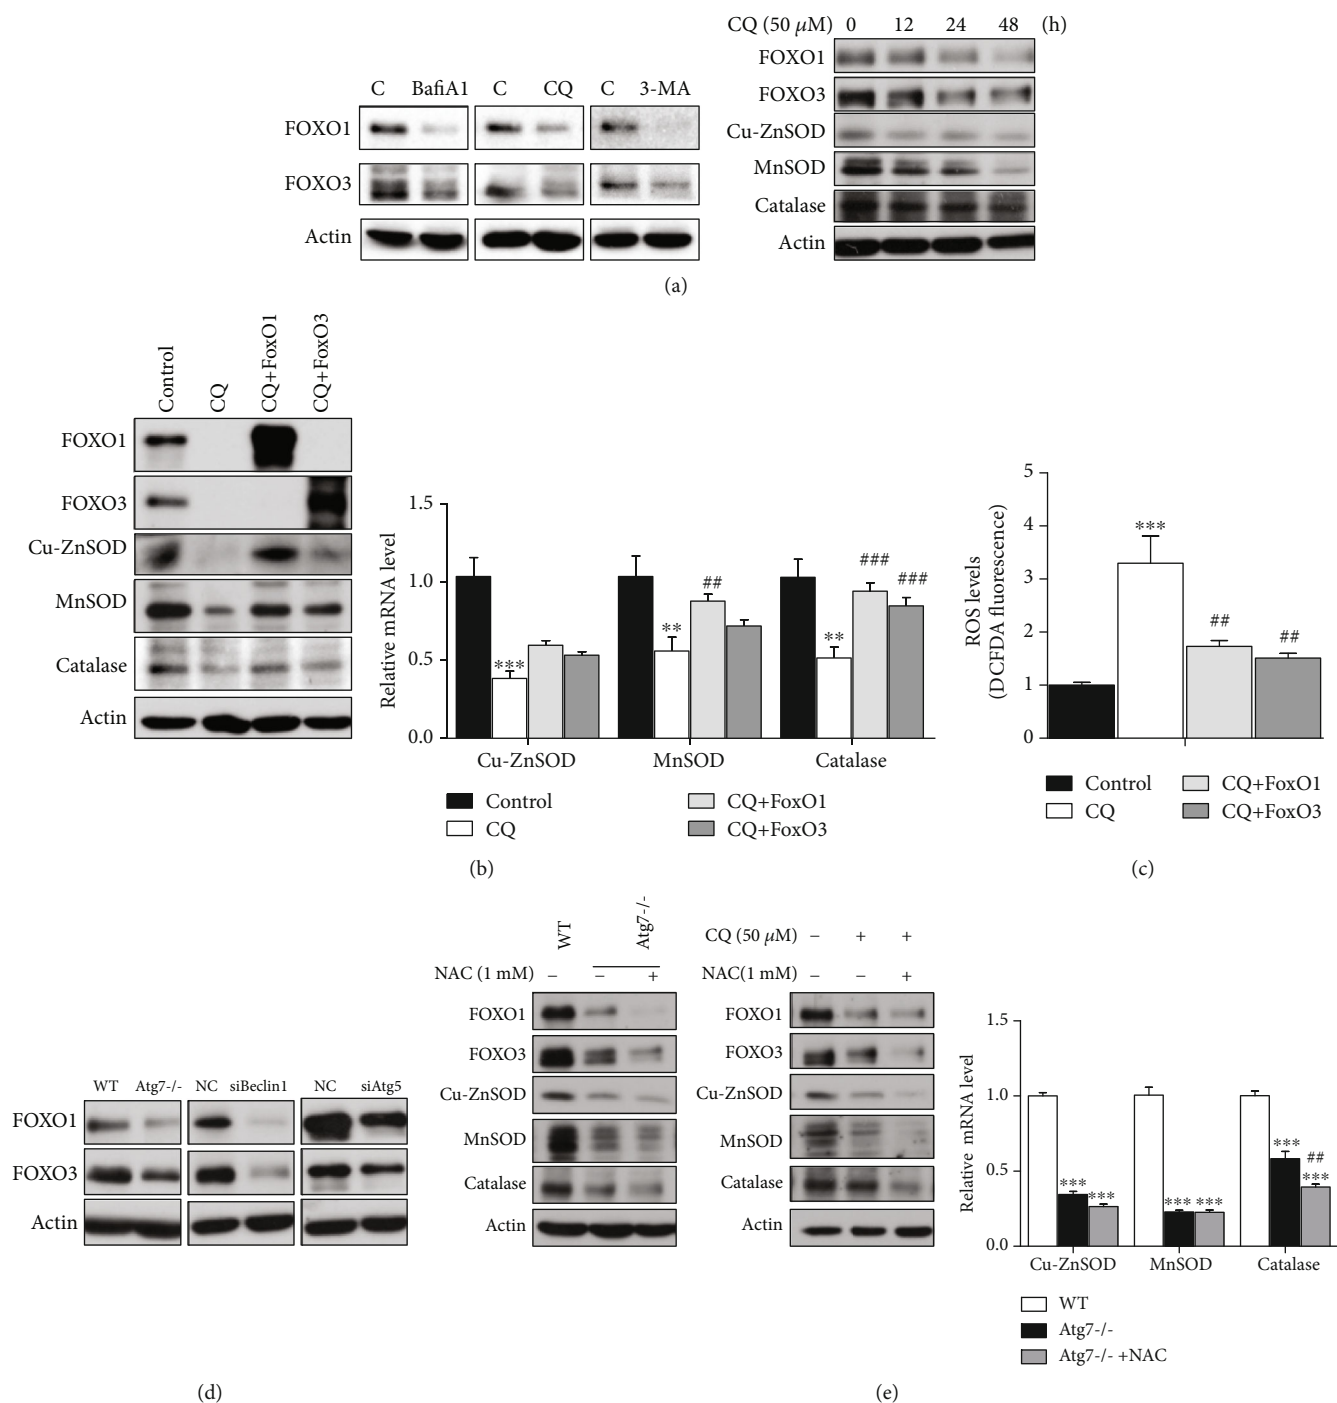 CQ (50 μM) 0 12 24 48 (h)
FOXO1
FOXO3
Cu-ZnSOD
MnSOD
Catalase
Actin
C BafiA1 C CQ C 3-MA
FOXO1
FOXO3
Actin
(a)
Control
CQ
CQ+FoxO1
CQ+FoxO3
FOXO1
FOXO3
Cu-ZnSOD
MnSOD
Catalase
Actin
Relative mRNA level
1.5
1.0
0.5
0.0
***
**
##
**
###
###
Cu-ZnSOD MnSOD Catalase
Control CQ+FoxO1
CQ CQ+FoxO3
(b)
ROS levels
(DCFDA fluorescence)
5
4
3
2
1
0
***
##
##
Control CQ+FoxO1
CQ CQ+FoxO3
(c)
WT Atg7-/- NC siBeclin1 NC siAtg5
FOXO1
FOXO3
Actin
(d)
WT
Atg7-/-
NAC (1 mM) − − +
FOXO1
FOXO3
Cu-ZnSOD
MnSOD
Catalase
Actin
CQ (50 μM) − + +
NAC(1 mM) − − +
FOXO1
FOXO3
Cu-ZnSOD
MnSOD
Catalase
Actin
Relative mRNA level
1.5
1.0
0.5
0.0
***
***
***
***
***
##
***
Cu-ZnSOD MnSOD Catalase
WT
Atg7-/-
Atg7-/- +NAC
(e)